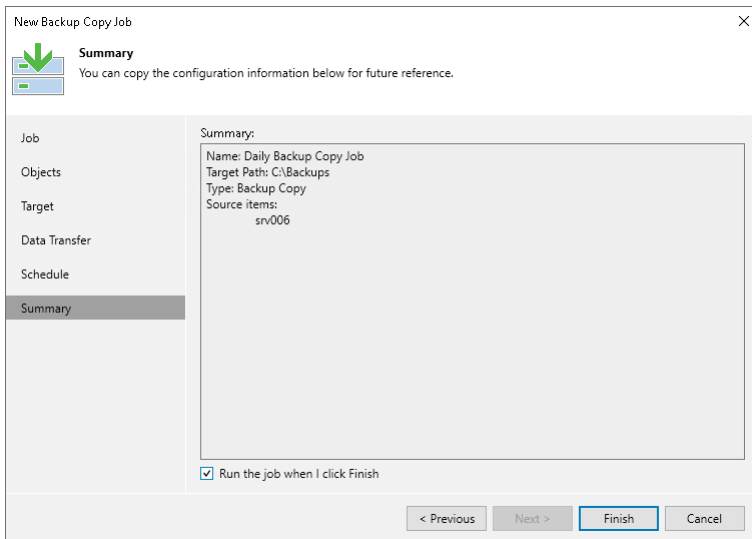 New Backup Copy Job
Summary
You can copy the configuration information below for future reference.
Job
Objects
Target
Data Transfer
Schedule
Summary
Summary:
Name: Daily Backup Copy Job
Target Path: C:\Backups
Type: Backup Copy
Source items:
srv006
Run the job when I click Finish
< Previous
Next >
Finish
Cancel